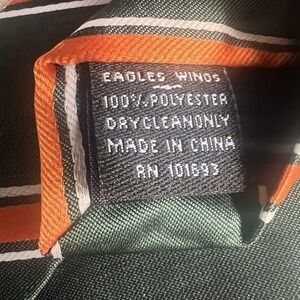 EAGLES WINGS
100% POLYESTER
DRYCLEANONLY
MADE IN CHINA
RN 101693